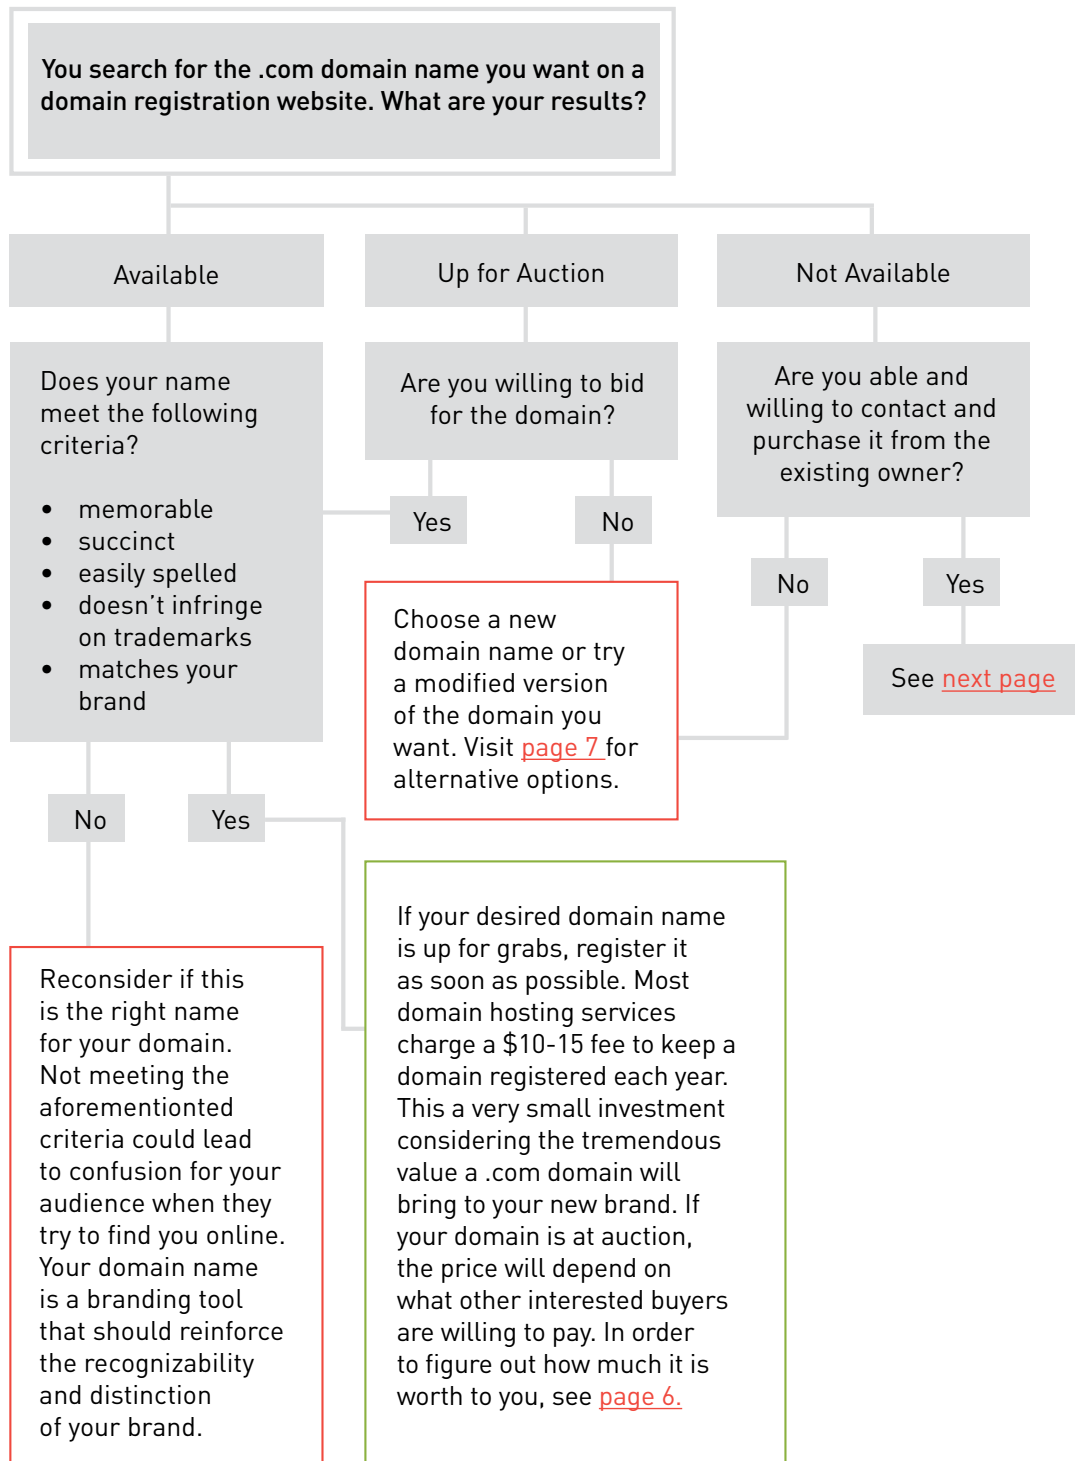 You search for the .com domain name you want on a
domain registration website. What are your results?
Available
Up for Auction
Not Available
Does your name
meet the following
criteria?
• memorable
• succinct
• easily spelled
• doesn't infringe
on trademarks
• matches your
brand
Are you willing to bid
for the domain?
Are you able and
willing to contact and
purchase it from the
existing owner?
Yes
No
No
Yes
Choose a new
domain name or try
a modified version
of the domain you
want. Visit page 7 for
alternative options.
See next page
No
Yes
Reconsider if this
is the right name
for your domain.
Not meeting the
aforementionted
criteria could lead
to confusion for your
audience when they
try to find you online.
Your domain name
is a branding tool
that should reinforce
the recognizability
and distinction
of your brand.
If your desired domain name
is up for grabs, register it
as soon as possible. Most
domain hosting services
charge a $10-15 fee to keep a
domain registered each year.
This a very small investment
considering the tremendous
value a .com domain will
bring to your new brand. If
your domain is at auction,
the price will depend on
what other interested buyers
are willing to pay. In order
to figure out how much it is
worth to you, see page 6.